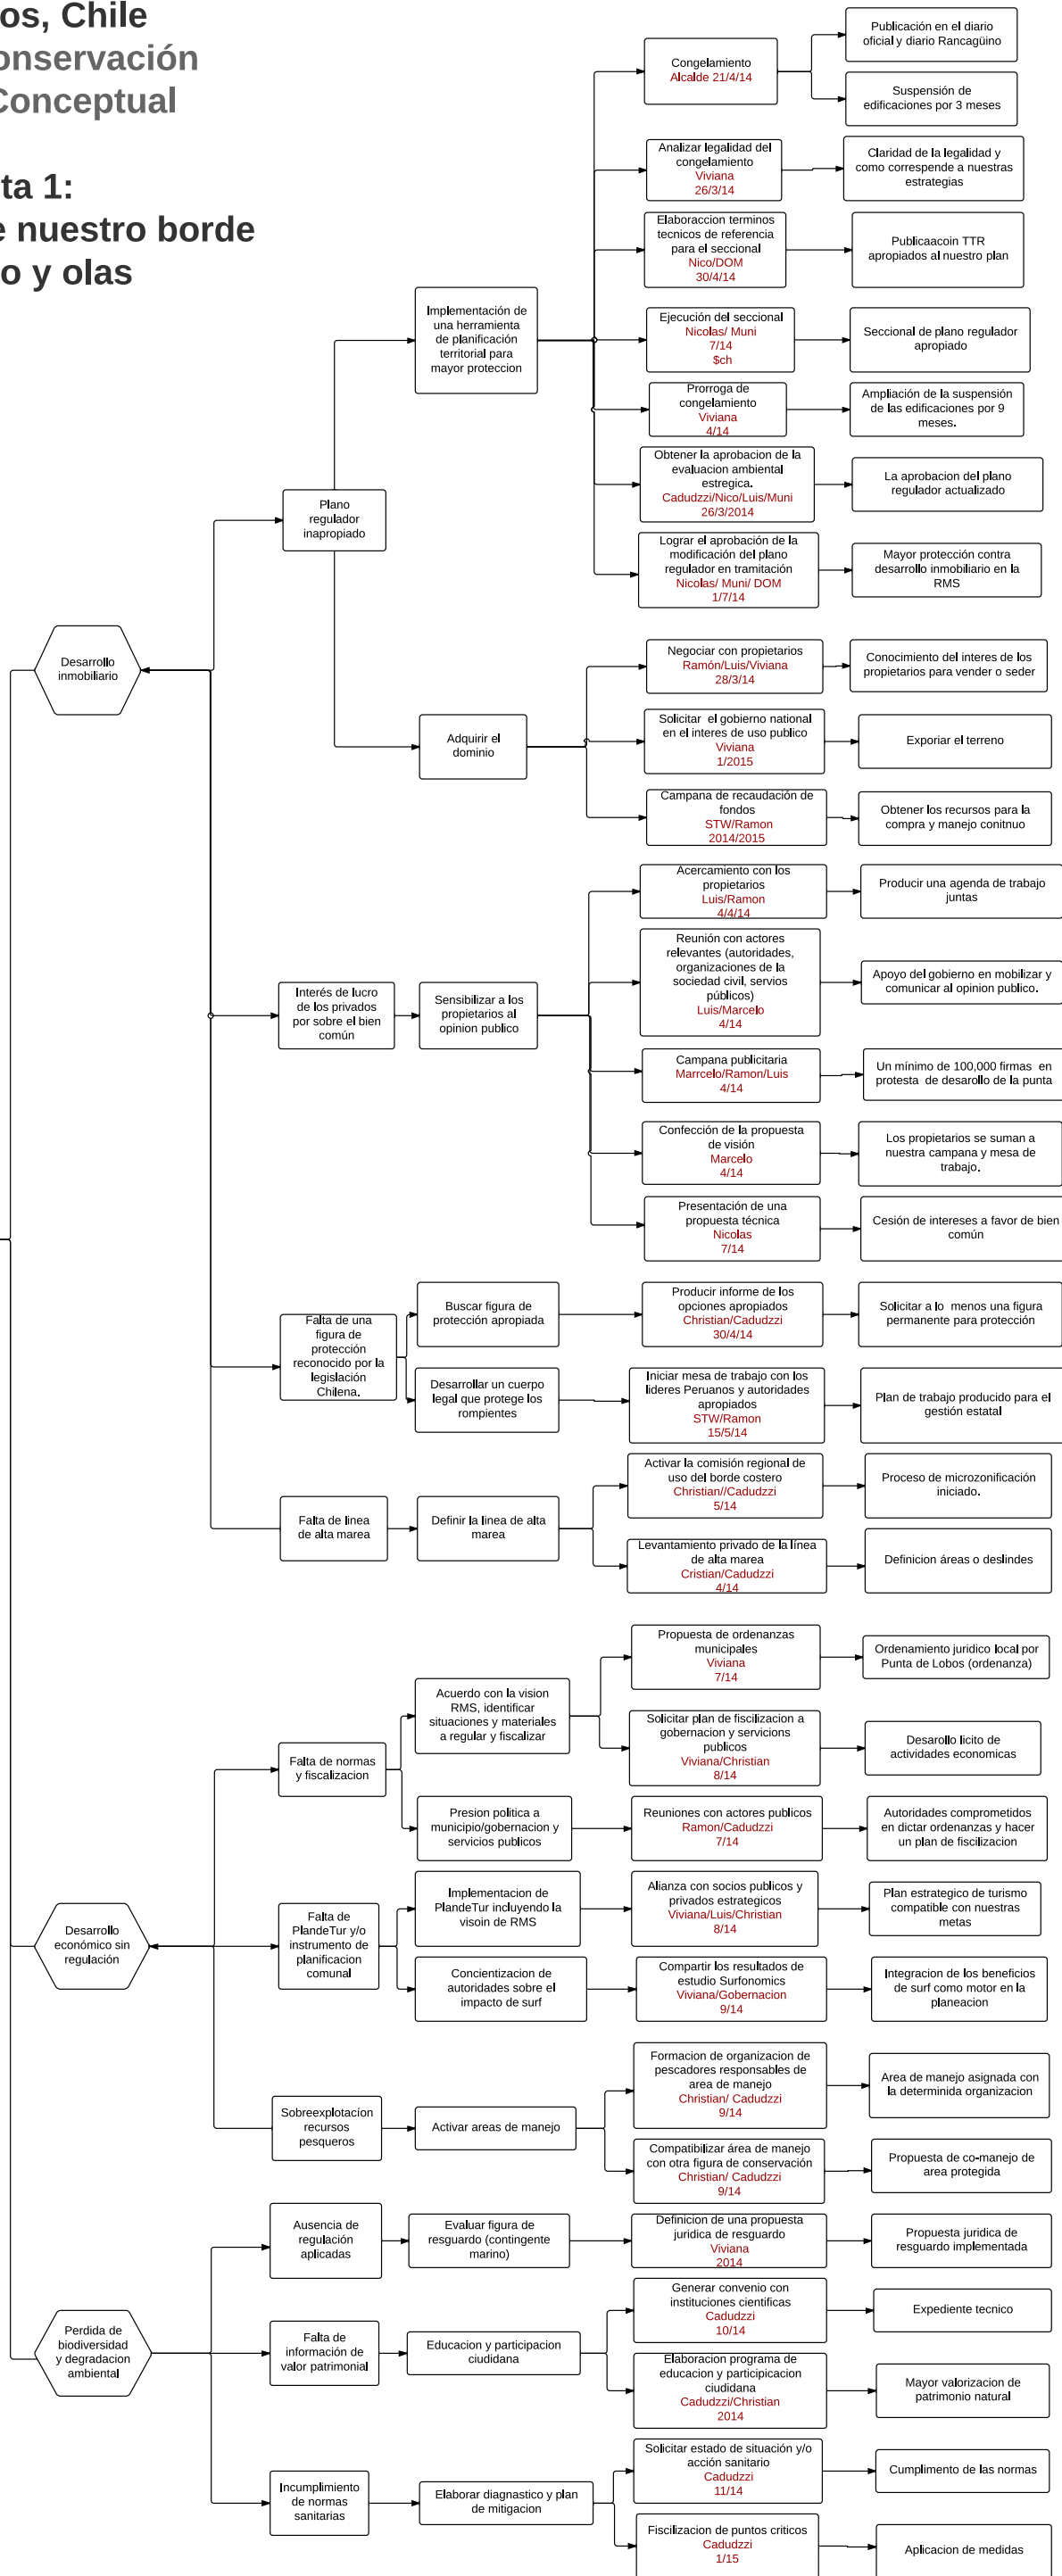 os, Chile
onservación
Conceptual
ta 1:
e nuestro borde
o y olas
Congelamiento
Alcalde 21/4/14
Publicación en el diario
oficial y diario Rancagüino
Suspensión de
edificaciones por 3 meses
Analizar legalidad del
congelamiento
Viviana
26/3/14
Claridad de la legalidad y
como corresponde a nuestras
estrategias
Elaboraccion terminos
tecnicos de referencia
para el seccional
Nico/DOM
30/4/14
Publicaacoin TTR
apropiados al nuestro plan
Implementación de
una herramienta
de planificación
territorial para
mayor proteccion
Ejecución del seccional
Nicolas/ Muni
7/14
$ch
Seccional de plano regulador
apropiado
Prorroga de
congelamiento
Viviana
4/14
Ampliación de la suspensión
de las edificaciones por 9
meses.
Obtener la aprobacion de la
evaluacion ambiental
estregica.
Cadudzzi/Nico/Luis/Muni
26/3/2014
La aprobacion del plano
regulador actualizado
Plano
regulador
inapropiado
Lograr el aprobación de la
modificación del plano
regulador en tramitación
Nicolas/ Muni/ DOM
1/7/14
Mayor protección contra
desarrollo inmobiliario en la
RMS
Desarrollo
inmobiliario
Negociar con propietarios
Ramón/Luis/Viviana
28/3/14
Conocimiento del interes de los
propietarios para vender o seder
Adquirir el
dominio
Solicitar  el gobierno national
en el interes de uso publico
Viviana
1/2015
Exporiar el terreno
Campana de recaudación de
fondos
STW/Ramon
2014/2015
Obtener los recursos para la
compra y manejo conitnuo
Acercamiento con los
propietarios
Luis/Ramon
4/4/14
Producir una agenda de trabajo
juntas
Interés de lucro
de los privados
por sobre el bien
común
Sensibilizar a los
propietarios al
opinion publico
Reunión con actores
relevantes (autoridades,
organizaciones de la
sociedad civil, servios
públicos)
Luis/Marcelo
4/14
Apoyo del gobierno en mobilizar y
comunicar al opinion publico.
Campana publicitaria
Marrcelo/Ramon/Luis
4/14
Un mínimo de 100,000 firmas  en
protesta  de desarollo de la punta
Confección de la propuesta
de visión
Marcelo
4/14
Los propietarios se suman a
nuestra campana y mesa de
trabajo.
Presentación de una
propuesta técnica
Nicolas
7/14
Cesión de intereses a favor de bien
común
Falta de una
figura de
protección
reconocido por la
legislación
Chilena.
Buscar figura de
protección apropiada
Producir informe de los
opciones apropiados
Christian/Cadudzzi
30/4/14
Solicitar a lo  menos una figura
permanente para protección
Desarrollar un cuerpo
legal que protege los
rompientes
Iniciar mesa de trabajo con los
lideres Peruanos y autoridades
apropiados
STW/Ramon
15/5/14
Plan de trabajo producido para el
gestión estatal
Falta de linea
de alta marea
Definir la linea de alta
marea
Activar la comisión regional de
uso del borde costero
Christian//Cadudzzi
5/14
Proceso de microzonificación
iniciado.
Levantamiento privado de la línea
de alta marea
Cristian/Cadudzzi
4/14
Definicion áreas o deslindes
Propuesta de ordenanzas
municipales
Viviana
7/14
Ordenamiento juridico local por
Punta de Lobos (ordenanza)
Falta de normas
y fiscalizacion
Acuerdo con la vision
RMS, identificar
situaciones y materiales
a regular y fiscalizar
Solicitar plan de fiscilizacion a
gobernacion y servicions
publicos
Viviana/Christian
8/14
Desarollo licito de
actividades economicas
Presion politica a
municipio/gobernacion y
servicios publicos
Reuniones con actores publicos
Ramon/Cadudzzi
7/14
Autoridades comprometidos
en dictar ordenanzas y hacer
un plan de fiscilizacion
Desarrollo
económico sin
regulación
Falta de
PlandeTur y/o
instrumento de
planificacion
comunal
Implementacion de
PlandeTur incluyendo la
visoin de RMS
Alianza con socios publicos y
privados estrategicos
Viviana/Luis/Christian
8/14
Plan estrategico de turismo
compatible con nuestras
metas
Concientizacion de
autoridades sobre el
impacto de surf
Compartir los resultados de
estudio Surfonomics
Viviana/Gobernacion
9/14
Integracion de los beneficios
de surf como motor en la
planeacion
Sobreexplotacíon
recursos
pesqueros
Activar areas de manejo
Formacion de organizacion de
pescadores responsables de
area de manejo
Christian/ Cadudzzi
9/14
Area de manejo asignada con
la determinida organizacion
Compatibilizar área de manejo
con otra figura de conservación
Christian/ Cadudzzi
9/14
Propuesta de co-manejo de
area protegida
Ausencia de
regulación
aplicadas
Evaluar figura de
resguardo (contingente
marino)
Definicion de una propuesta
juridica de resguardo
Viviana
2014
Propuesta juridica de
resguardo implementada
Perdida de
biodiversidad
y degradacion
ambiental
Falta de
información de
valor patrimonial
Educacion y participacion
ciudidana
Generar convenio con
instituciones cientificas
Cadudzzi
10/14
Expediente tecnico
Elaboracion programa de
educacion y participicacion
ciudidana
Cadudzzi/Christian
2014
Mayor valorizacion de
patrimonio natural
Incumplimiento
de normas
sanitarias
Elaborar diagnostico y plan
de mitigacion
Solicitar estado de situación y/o
acción sanitario
Cadudzzi
11/14
Cumplimento de las normas
Fiscilizacion de puntos criticos
Cadudzzi
1/15
Aplicacion de medidas